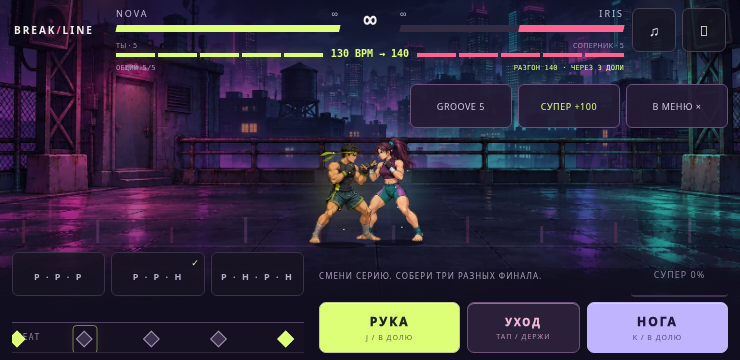 BREAK/LINE
NOVA ∞
∞
∞ IRIS
ТЫ · 5
130 BPM → 140
СОПЕРНИК · 5
5/5
РАЗГОН 140 · ЧЕРЕЗ 3 ДОЛИ
GROOVE 5
СУПЕР +100
В МЕНЮ ×
Р · Р · Р
Р · Р · Н ✓
Р · Н · Р · Н
СМЕНИ СЕРИЮ. СОБЕРИ ТРИ РАЗНЫХ ФИНАЛА.
СУПЕР 0%
РУКА
J / В ДОЛЮ
УХОД
ТАП / ДЕРЖИ
НОГА
K / В ДОЛЮ